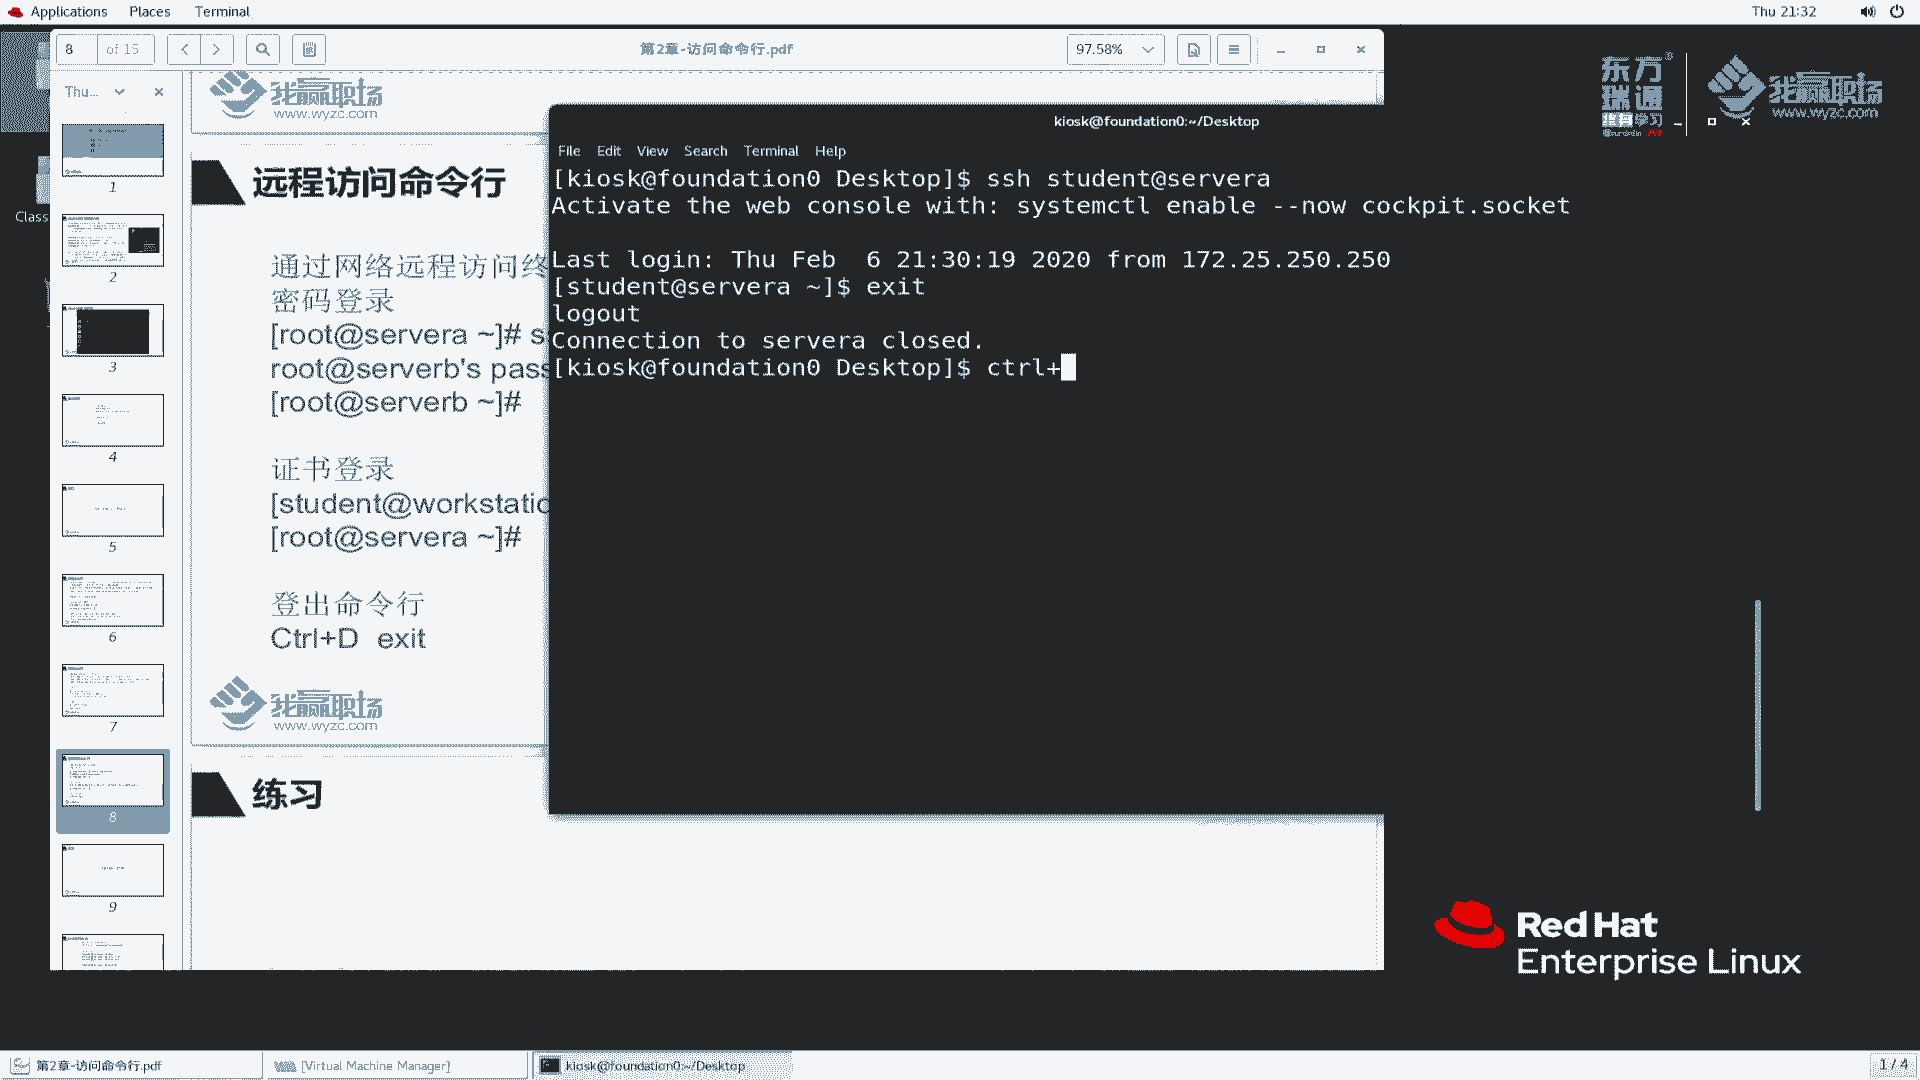 Applications Places Terminal Thu 21:32
8 of 15 第2章-访问命令行.pdf 97.58%
Thu...
1
2
3
4
5
6
7
8
9
Class
我赢职场
www.wyzc.com
远程访问命令行
通过网络远程访问终
密码登录
[root@servera ~]# s
root@serverb's pass
[root@serverb ~]#
证书登录
[student@workstatio
[root@servera ~]#
登出命令行
Ctrl+D exit
我赢职场
www.wyzc.com
练习
kiosk@foundation0:~/Desktop
File Edit View Search Terminal Help
[kiosk@foundation0 Desktop]$ ssh student@servera
Activate the web console with: systemctl enable --now cockpit.socket
Last login: Thu Feb  6 21:30:19 2020 from 172.25.250.250
[student@servera ~]$ exit
logout
Connection to servera closed.
[kiosk@foundation0 Desktop]$ ctrl+
东方
瑞通
我赢职场
www.wyzc.com
Red Hat
Enterprise Linux
第2章-访问命令行.pdf [Virtual Machine Manager] kiosk@foundation0:~/Desktop 1 / 4